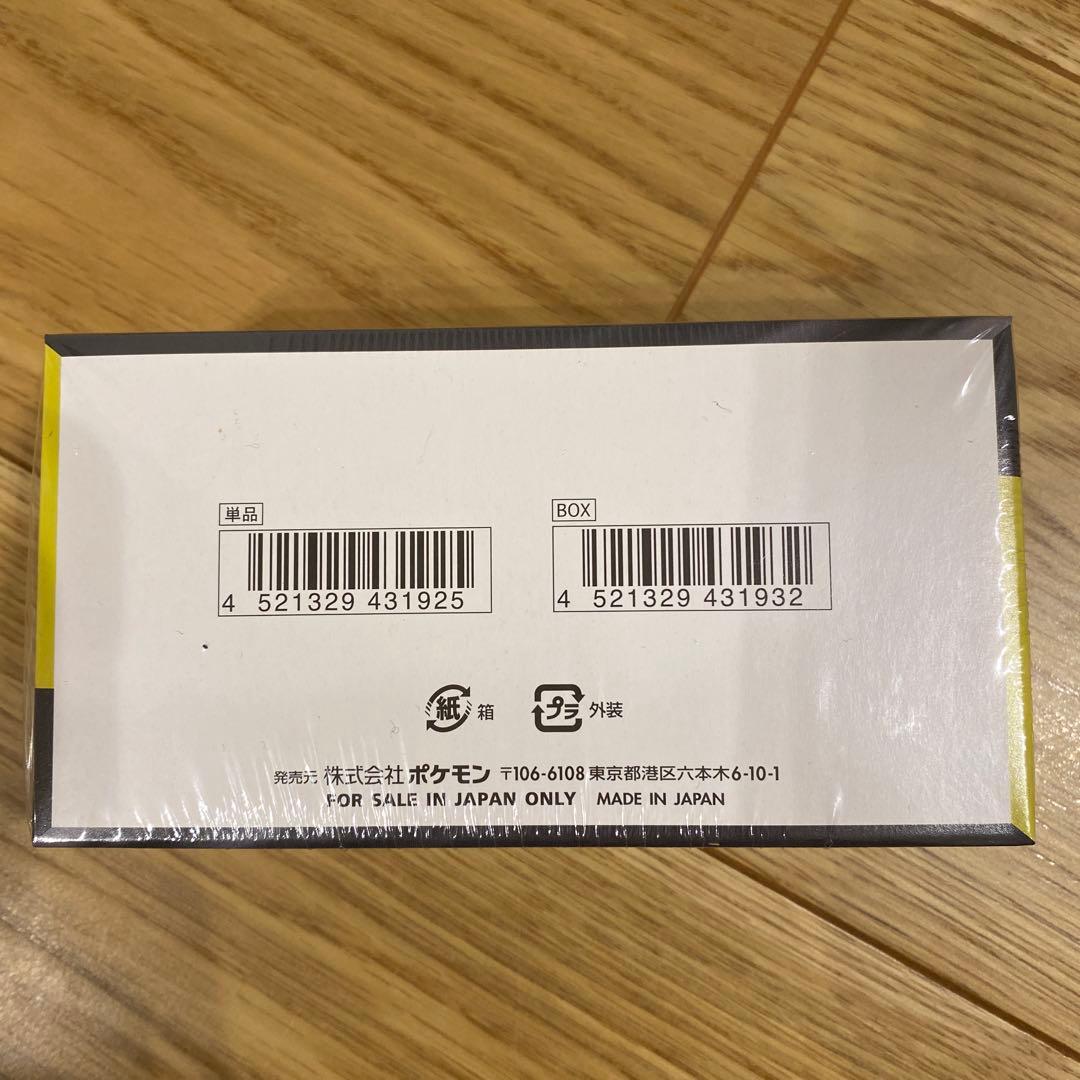 単品
BOX
4 521329 431925
4 521329 431932
紙 箱
プラ 外装
発売元 株式会社ポケモン 〒106-6108 東京都港区六本木6-10-1
FOR SALE IN JAPAN ONLY MADE IN JAPAN